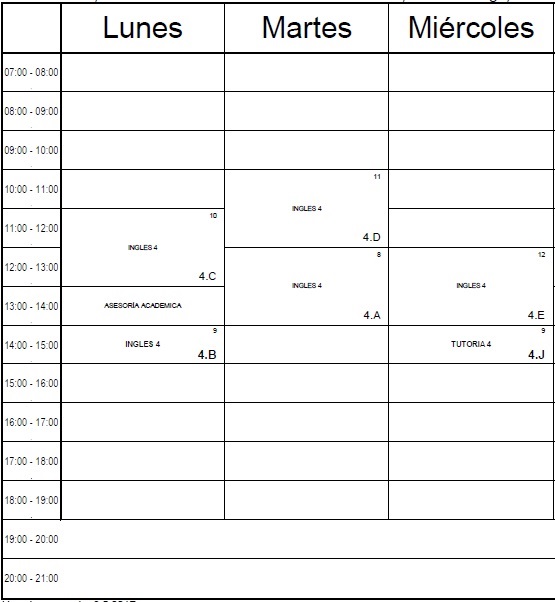 Lunes Martes Miércoles
07:00 - 08:00
08:00 - 09:00
09:00 - 10:00
10:00 - 11:00
11
INGLES 4
4.D
11:00 - 12:00
10
INGLES 4
4.C
12:00 - 13:00
8
INGLES 4
4.A
12
INGLES 4
4.E
13:00 - 14:00
ASESORÍA ACADEMICA
14:00 - 15:00
9
INGLES 4
4.B
9
TUTORIA 4
4.J
15:00 - 16:00
16:00 - 17:00
17:00 - 18:00
18:00 - 19:00
19:00 - 20:00
20:00 - 21:00